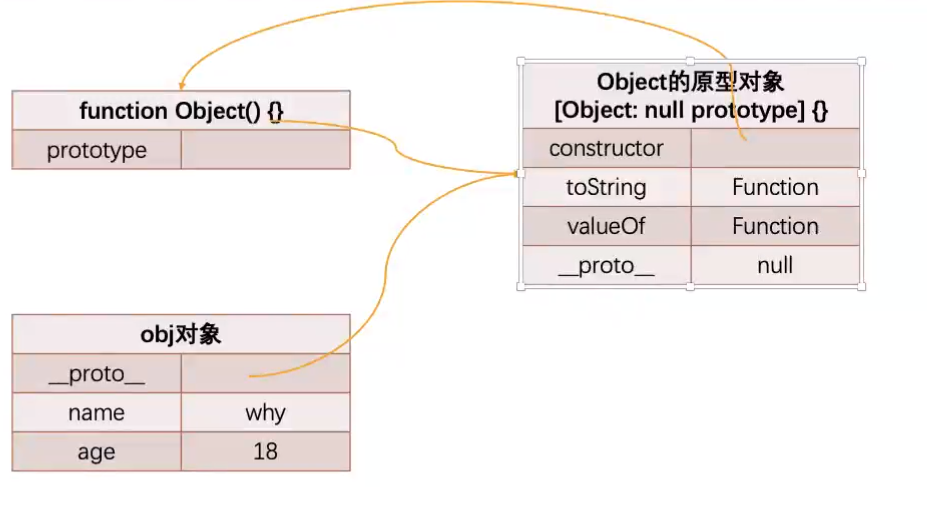 function Object() {}
prototype
Object的原型对象
[Object: null prototype] {}
constructor
toString Function
valueOf Function
__proto__ null
obj对象
__proto__
name why
age 18